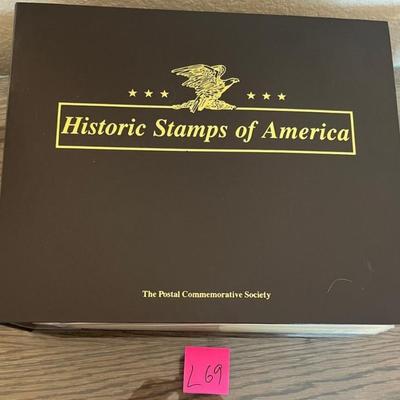 Historic Stamps of America
The Postal Commemorative Society
L69